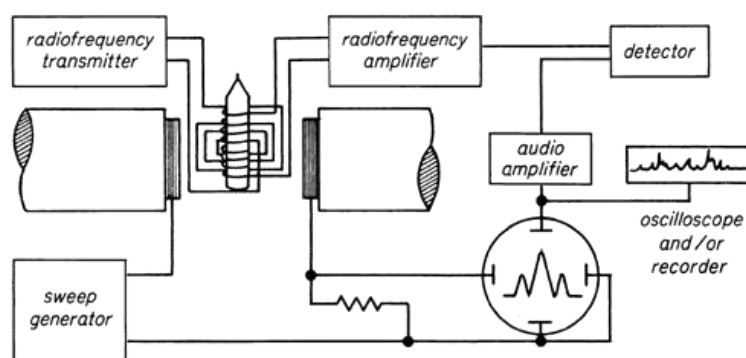 radiofrequency
transmitter
radiofrequency
amplifier
detector
audio
amplifier
oscilloscope
and/or
recorder
sweep
generator